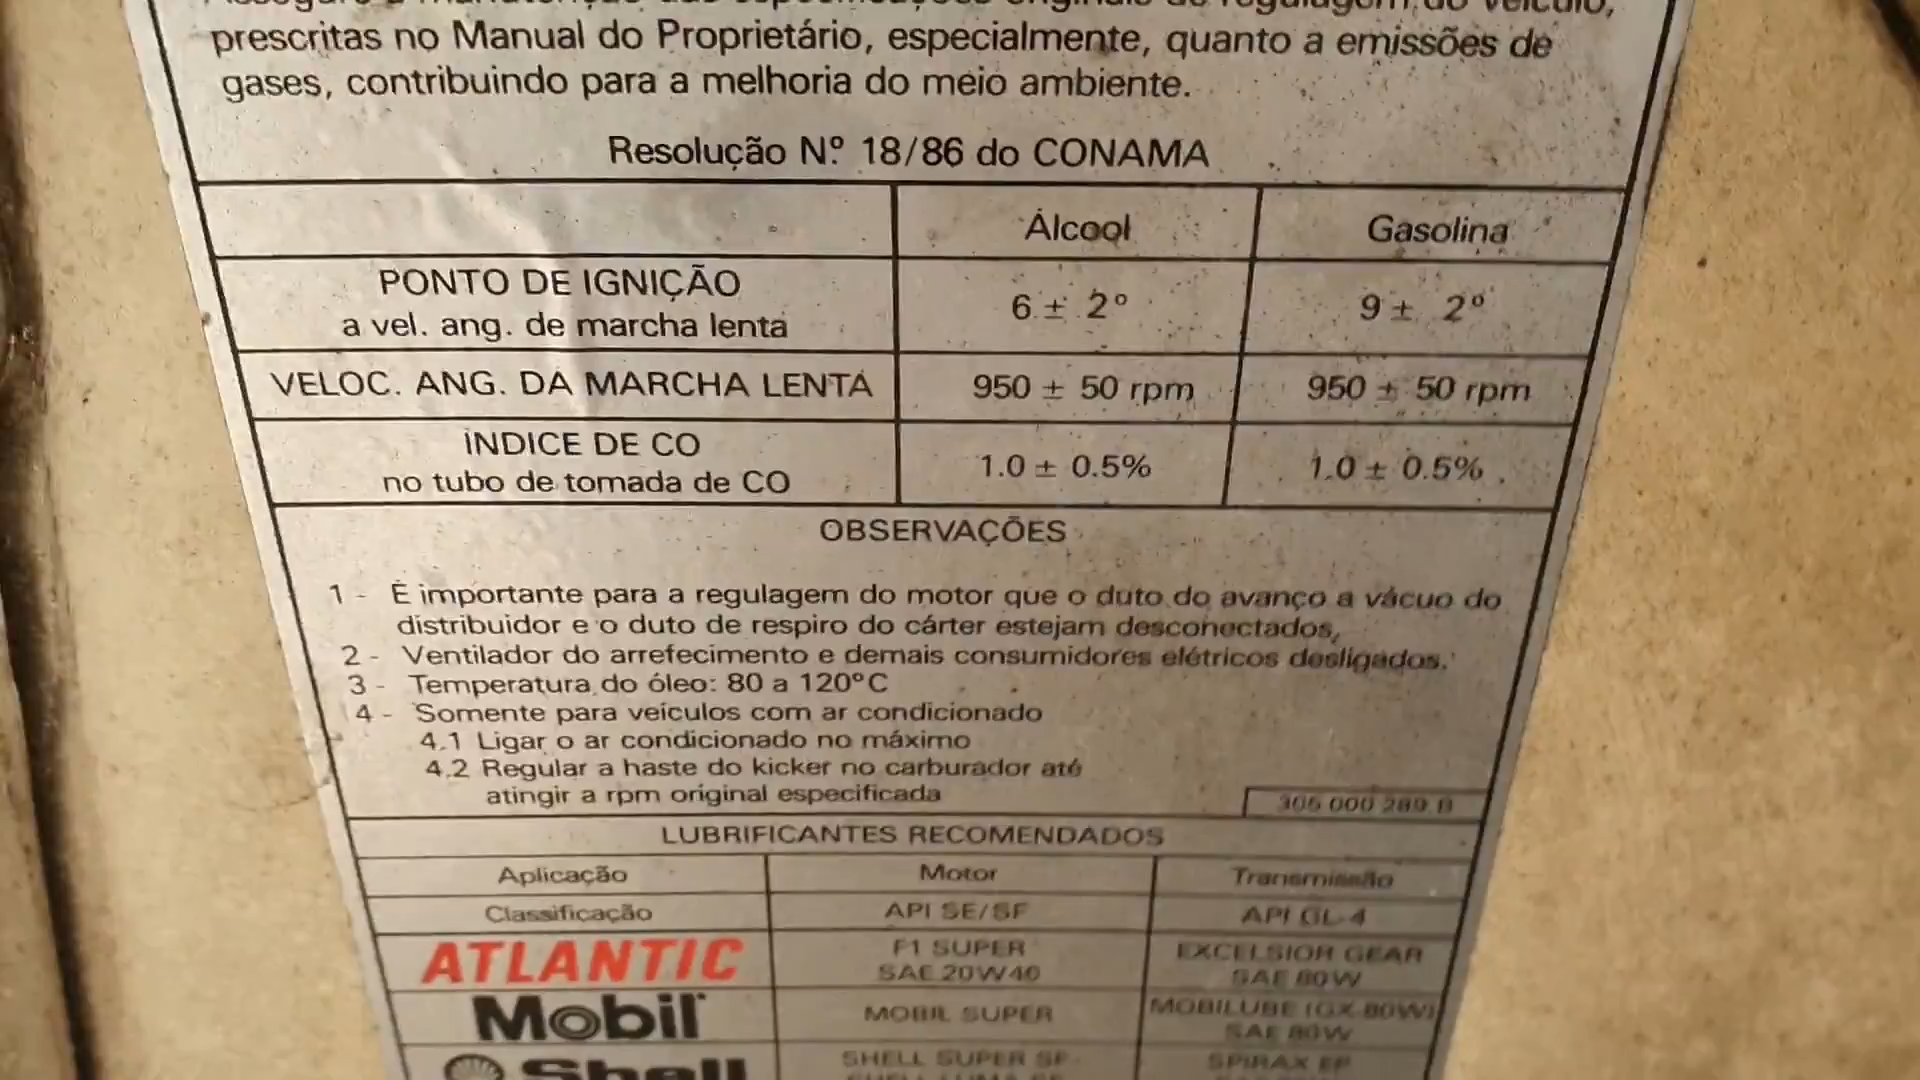 prescritas no Manual do Proprietário, especialmente, quanto a emissões de
gases, contribuindo para a melhoria do meio ambiente.
Resolução N.º 18/86 do CONAMA
Álcool Gasolina
PONTO DE IGNIÇÃO
a vel. ang. de marcha lenta 6 ± 2º 9 ± 2º
VELOC. ANG. DA MARCHA LENTA 950 ± 50 rpm 950 ± 50 rpm
ÍNDICE DE CO
no tubo de tomada de CO 1.0 ± 0.5% 1.0 ± 0.5%
OBSERVAÇÕES
1 - É importante para a regulagem do motor que o duto do avanço a vácuo do
distribuidor e o duto de respiro do cárter estejam desconectados,
2 - Ventilador do arrefecimento e demais consumidores elétricos desligados.
3 - Temperatura do óleo: 80 a 120ºC
4 - Somente para veículos com ar condicionado
4.1 Ligar o ar condicionado no máximo
4.2 Regular a haste do kicker no carburador até
atingir a rpm original especificada
LUBRIFICANTES RECOMENDADOS
Aplicação Motor Transmissão
Classificação API SE/SF API GL-4
ATLANTIC F1 SUPER EXCELSIOR GEAR
SAE 20W40 SAE 80W
Mobil MOBIL SUPER MOBILUBE (GX-80W)
SAE 80W
Shell SHELL SUPER SF SPIRAX EP